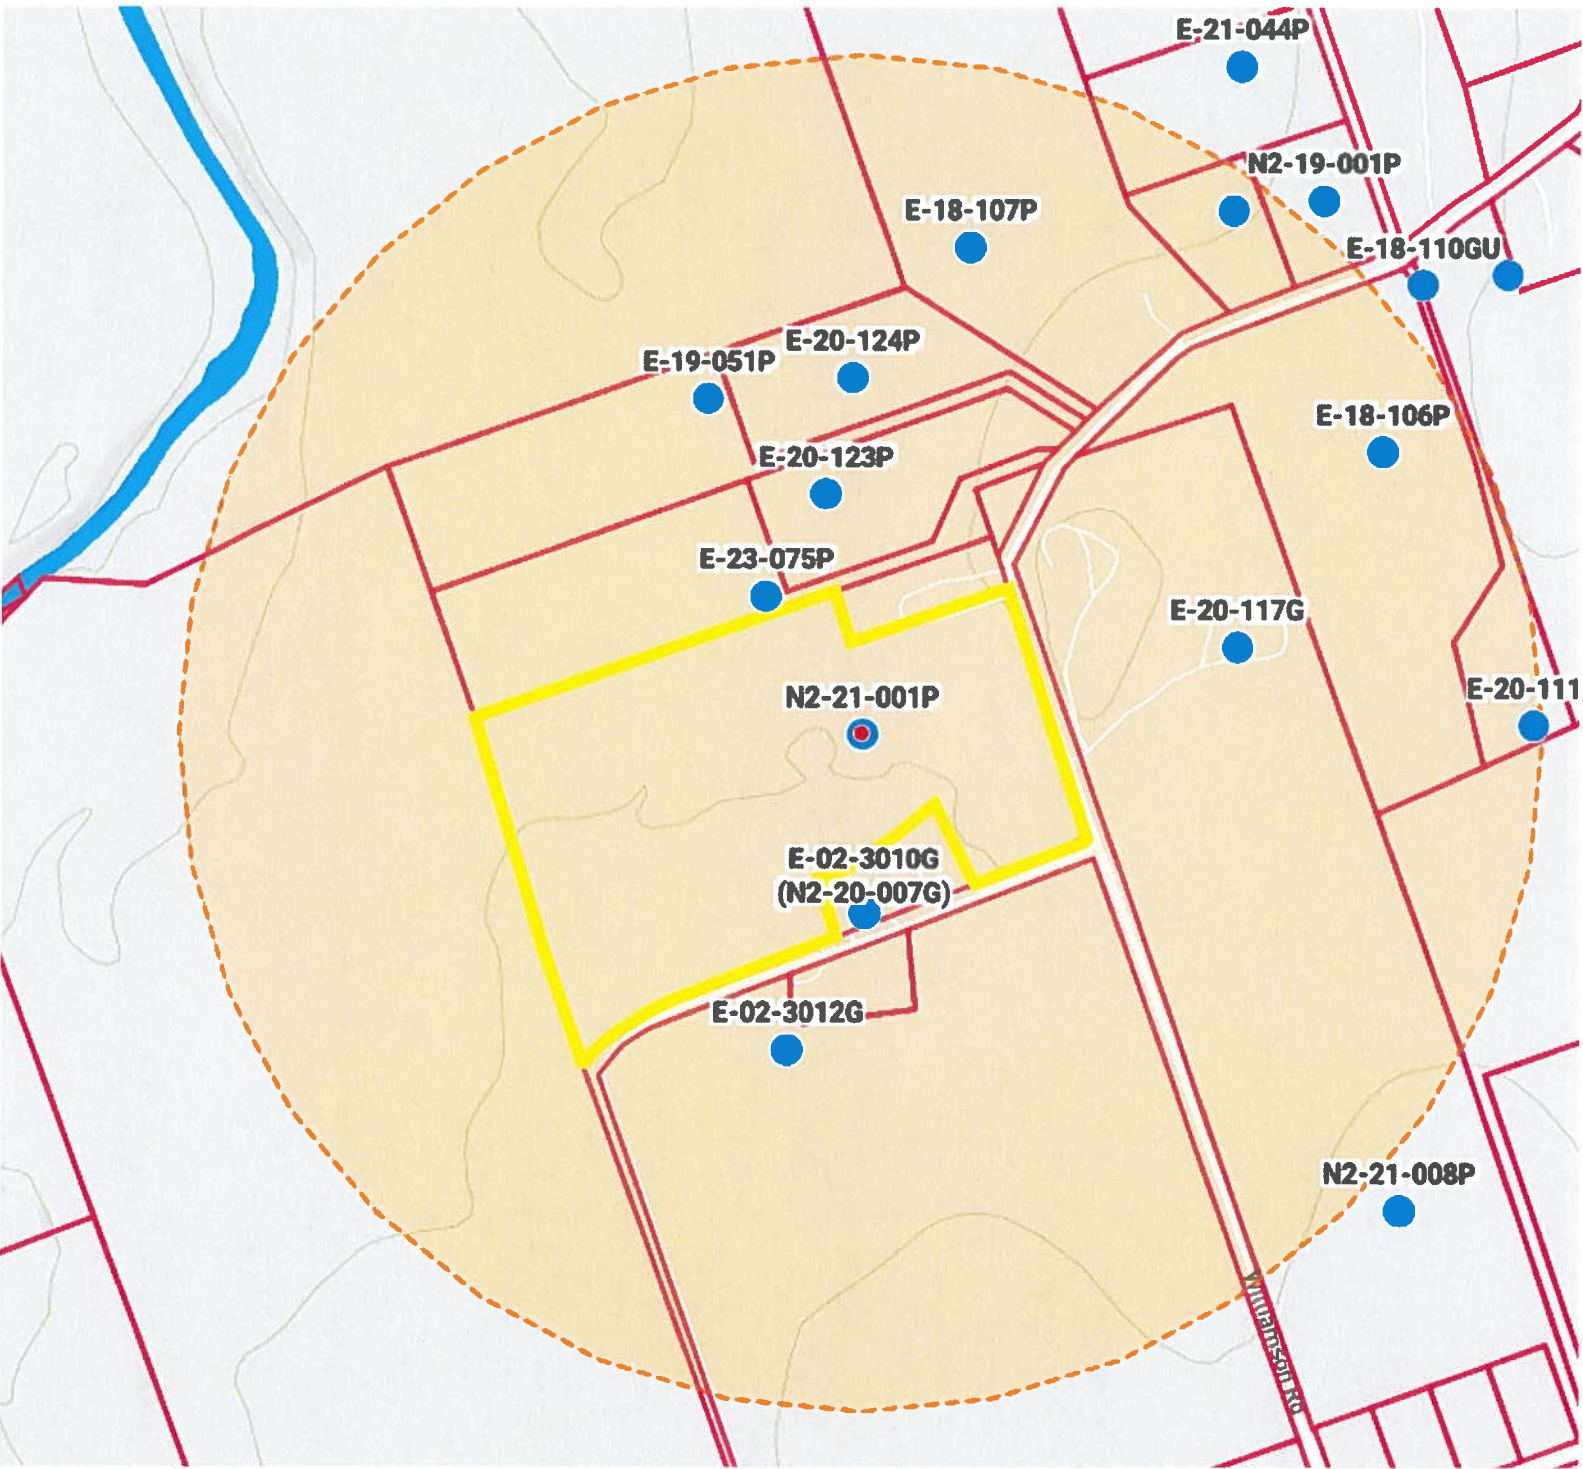 E-21-044P
N2-19-001P
E-18-107P
E-18-110GU
E-20-124P
E-19-051P
E-18-106P
E-20-123P
E-23-075P
E-20-117G
E-20-111
N2-21-001P
E-02-3010G
(N2-20-007G)
E-02-3012G
N2-21-008P
Williamson Rd